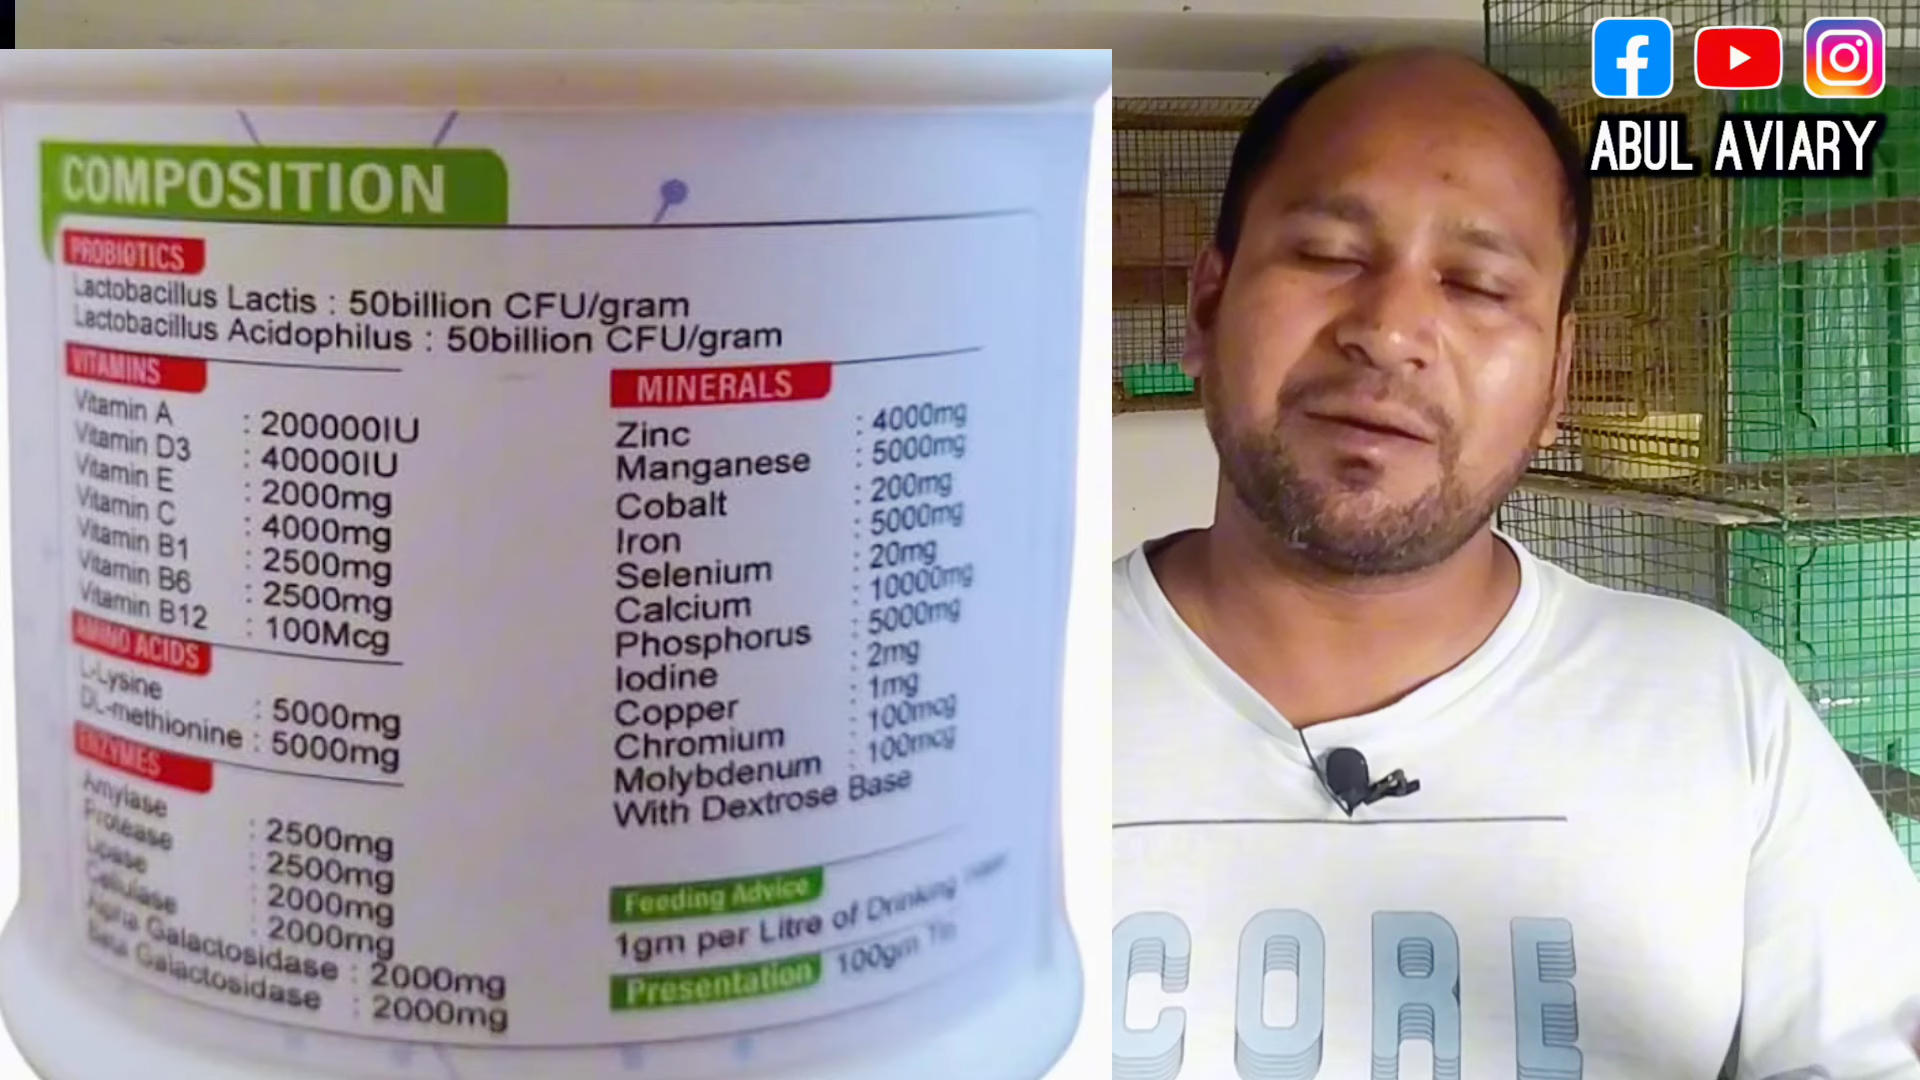 COMPOSITION
PROBIOTICS
Lactobacillus Lactis : 50billion CFU/gram
Lactobacillus Acidophilus : 50billion CFU/gram
VITAMINS
Vitamin A : 200000IU
Vitamin D3 : 40000IU
Vitamin E : 2000mg
Vitamin C : 4000mg
Vitamin B1 : 2500mg
Vitamin B6 : 2500mg
Vitamin B12 : 100Mcg
AMINO ACIDS
L-Lysine : 5000mg
DL-methionine : 5000mg
ENZYMES
Amylase : 2500mg
Protease : 2500mg
Lipase : 2000mg
Cellulase : 2000mg
Alpha Galactosidase : 2000mg
Beta Galactosidase : 2000mg
MINERALS
Zinc : 4000mg
Manganese : 5000mg
Cobalt : 200mg
Iron : 5000mg
Selenium : 20mg
Calcium : 10000mg
Phosphorus : 5000mg
Iodine : 2mg
Copper : 1mg
Chromium : 100mcg
Molybdenum : 100mcg
With Dextrose Base
Feeding Advice
1gm per Litre of Drinking Water
Presentation 100gm Tin
ABUL AVIARY
CORE